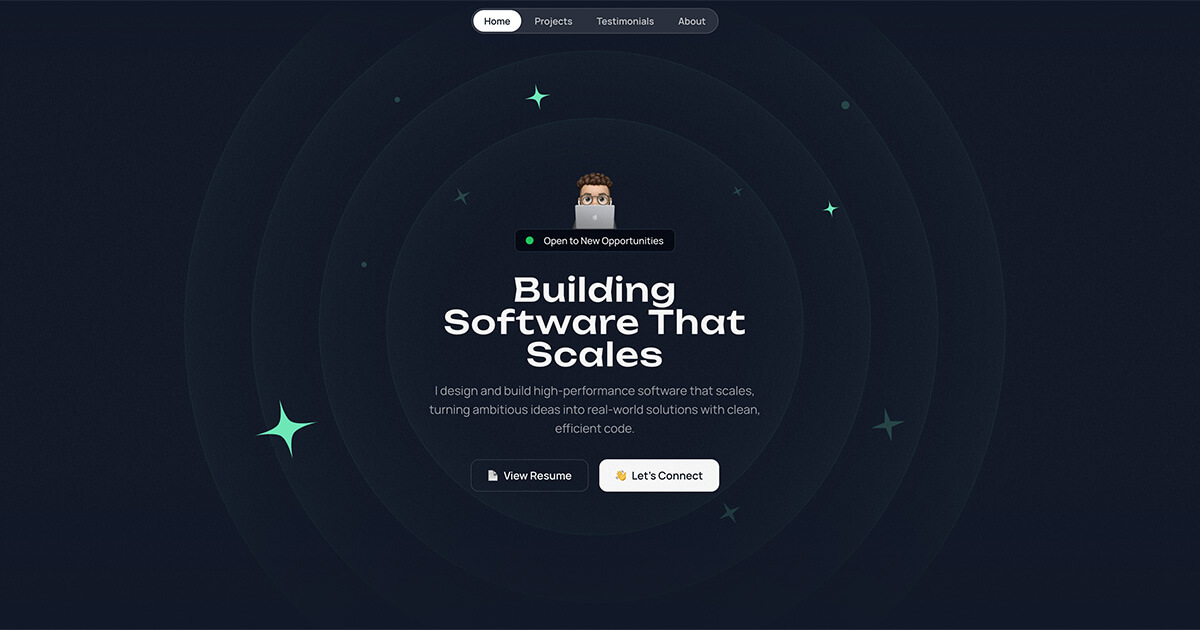 Home Projects Testimonials About
Open to New Opportunities
Building
Software That
Scales
I design and build high-performance software that scales,
turning ambitious ideas into real-world solutions with clean,
efficient code.
View Resume Let's Connect